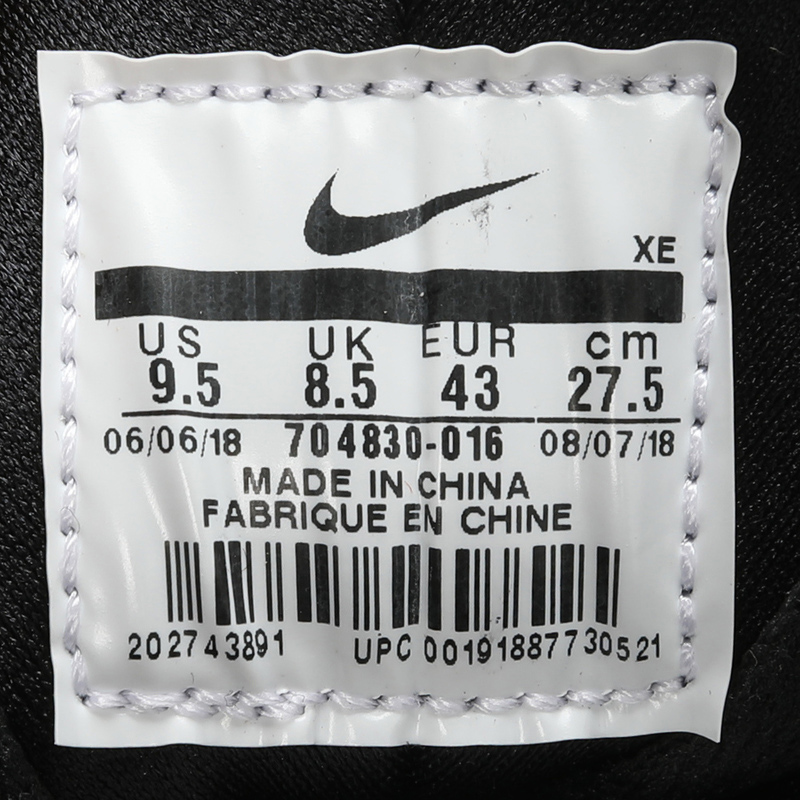 XE
US UK EUR cm
9.5 8.5 43 27.5
06/06/18 704830-016 08/07/18
MADE IN CHINA
FABRIQUE EN CHINE
202743891 UPC 00191887730521